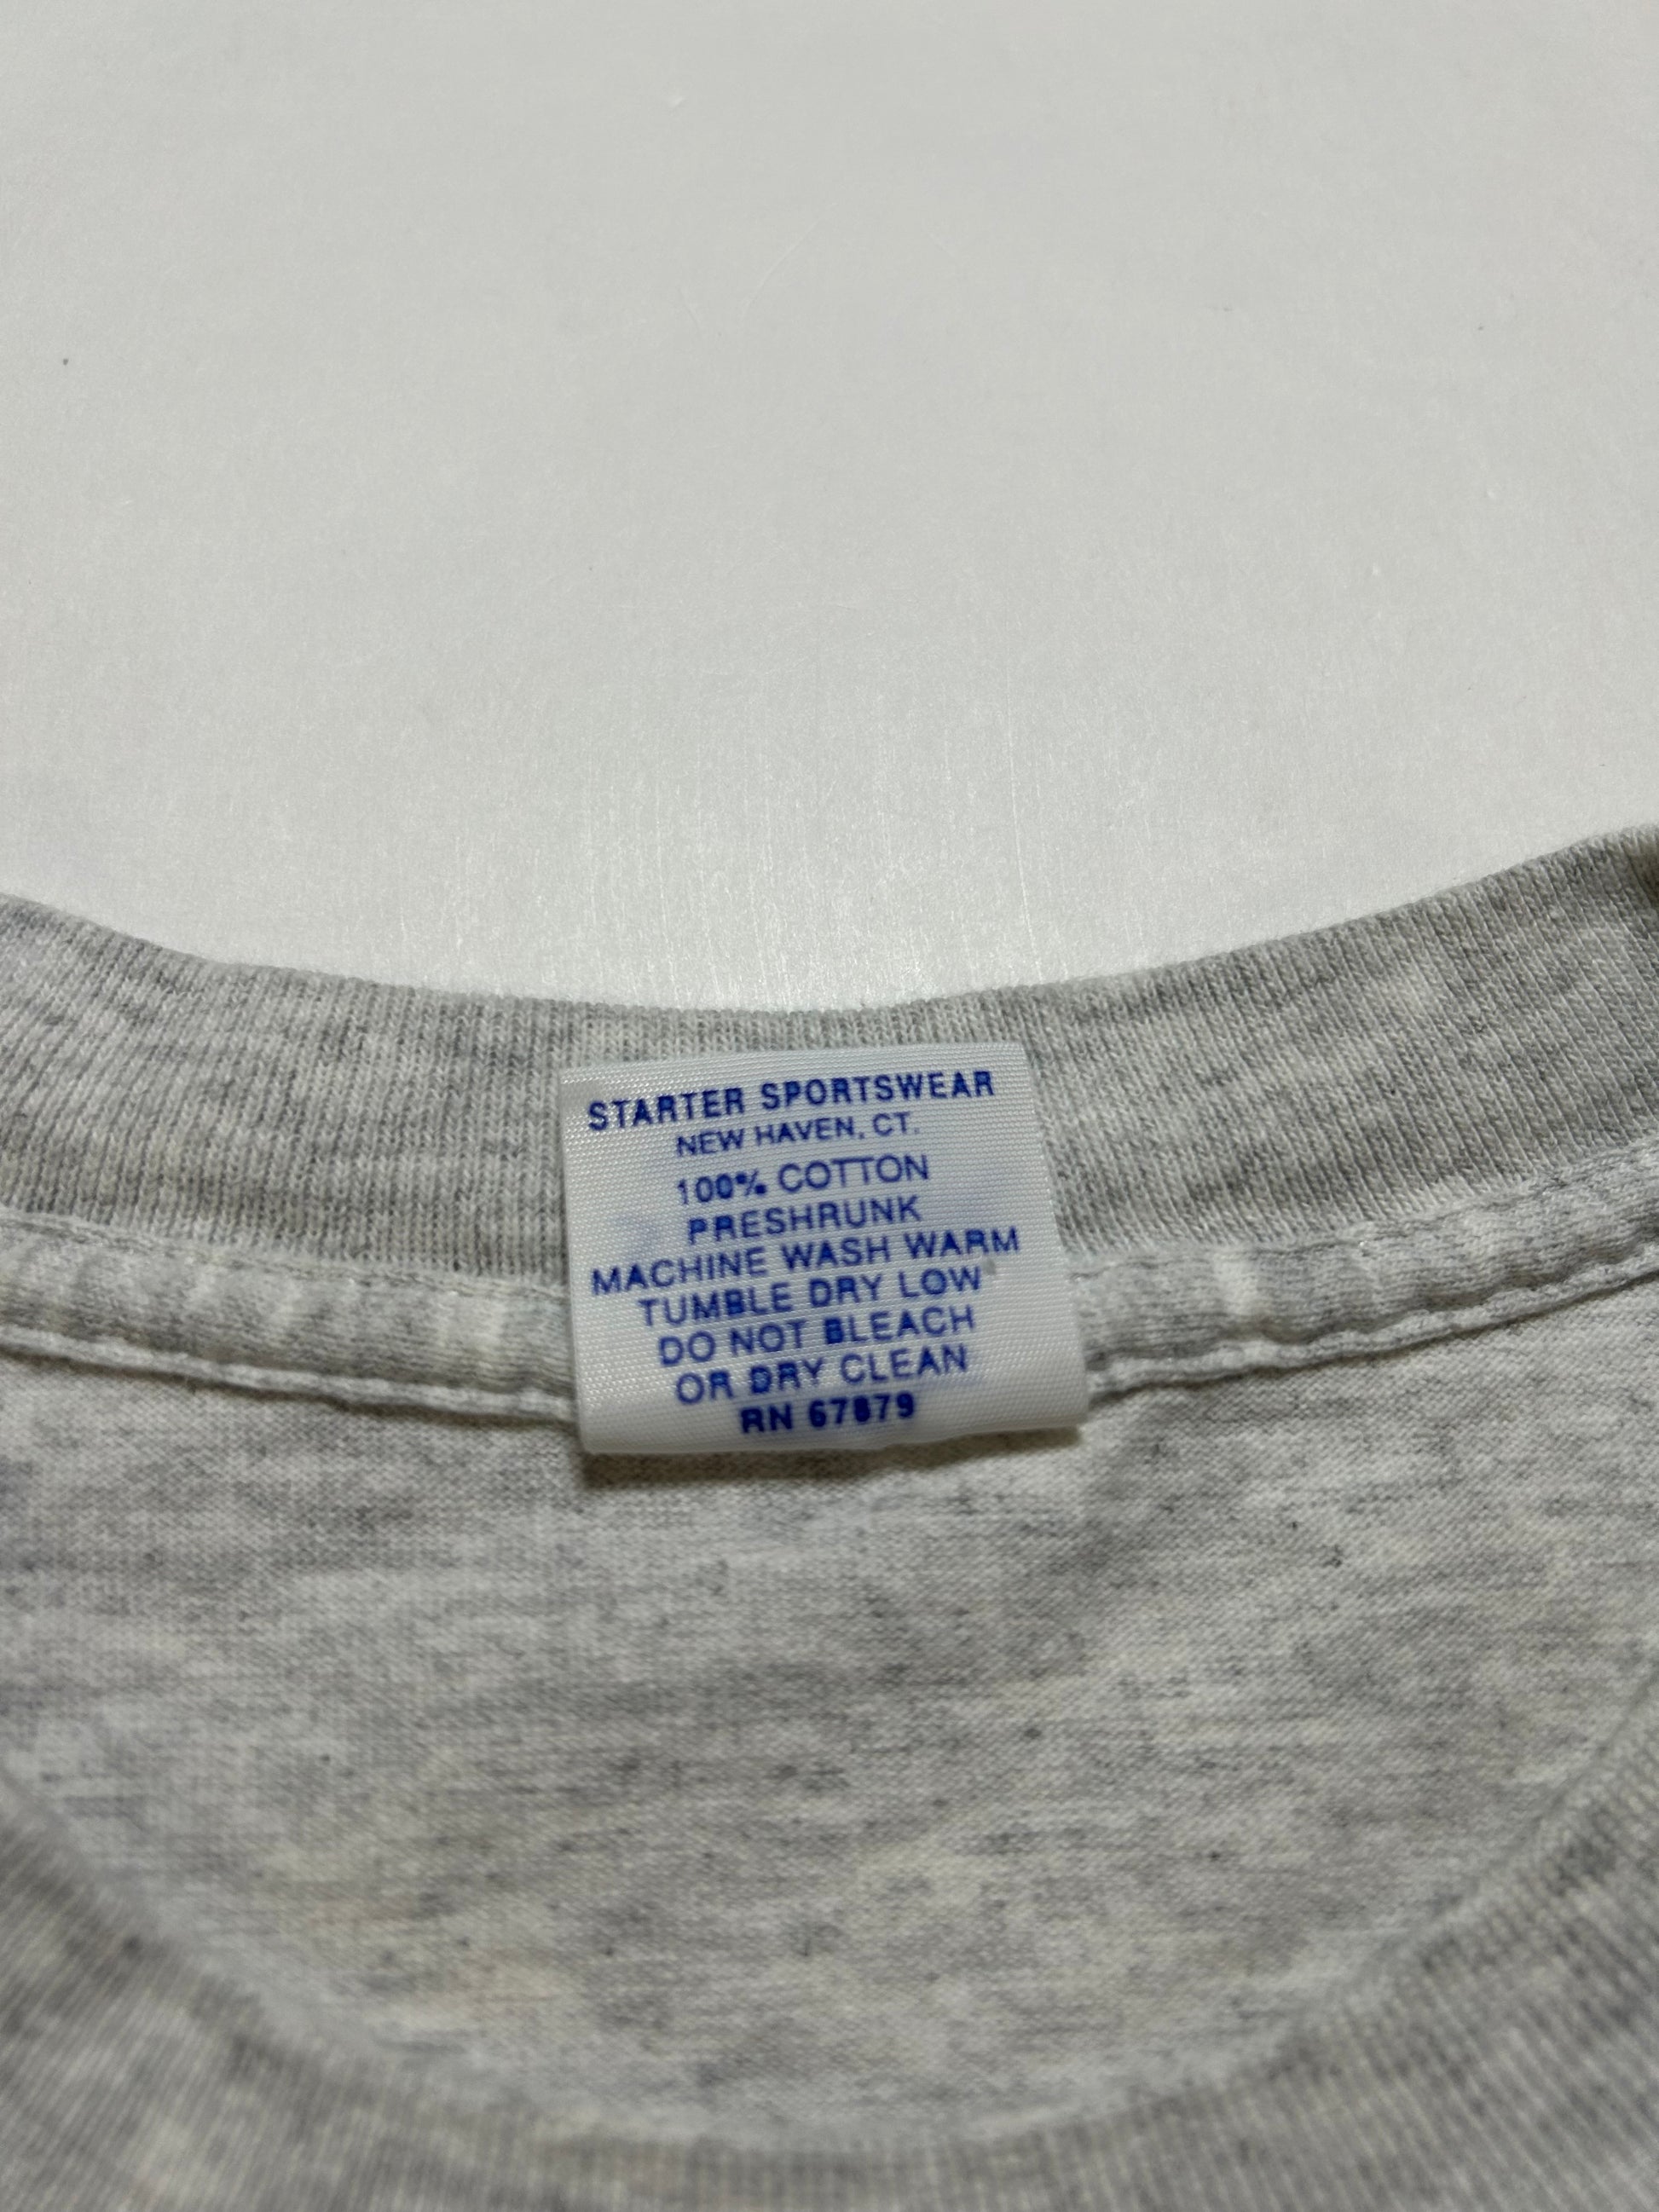 STARTER SPORTSWEAR
NEW HAVEN, CT.
100% COTTON
PRESHRUNK
MACHINE WASH WARM
TUMBLE DRY LOW
DO NOT BLEACH
OR DRY CLEAN
RN 67879